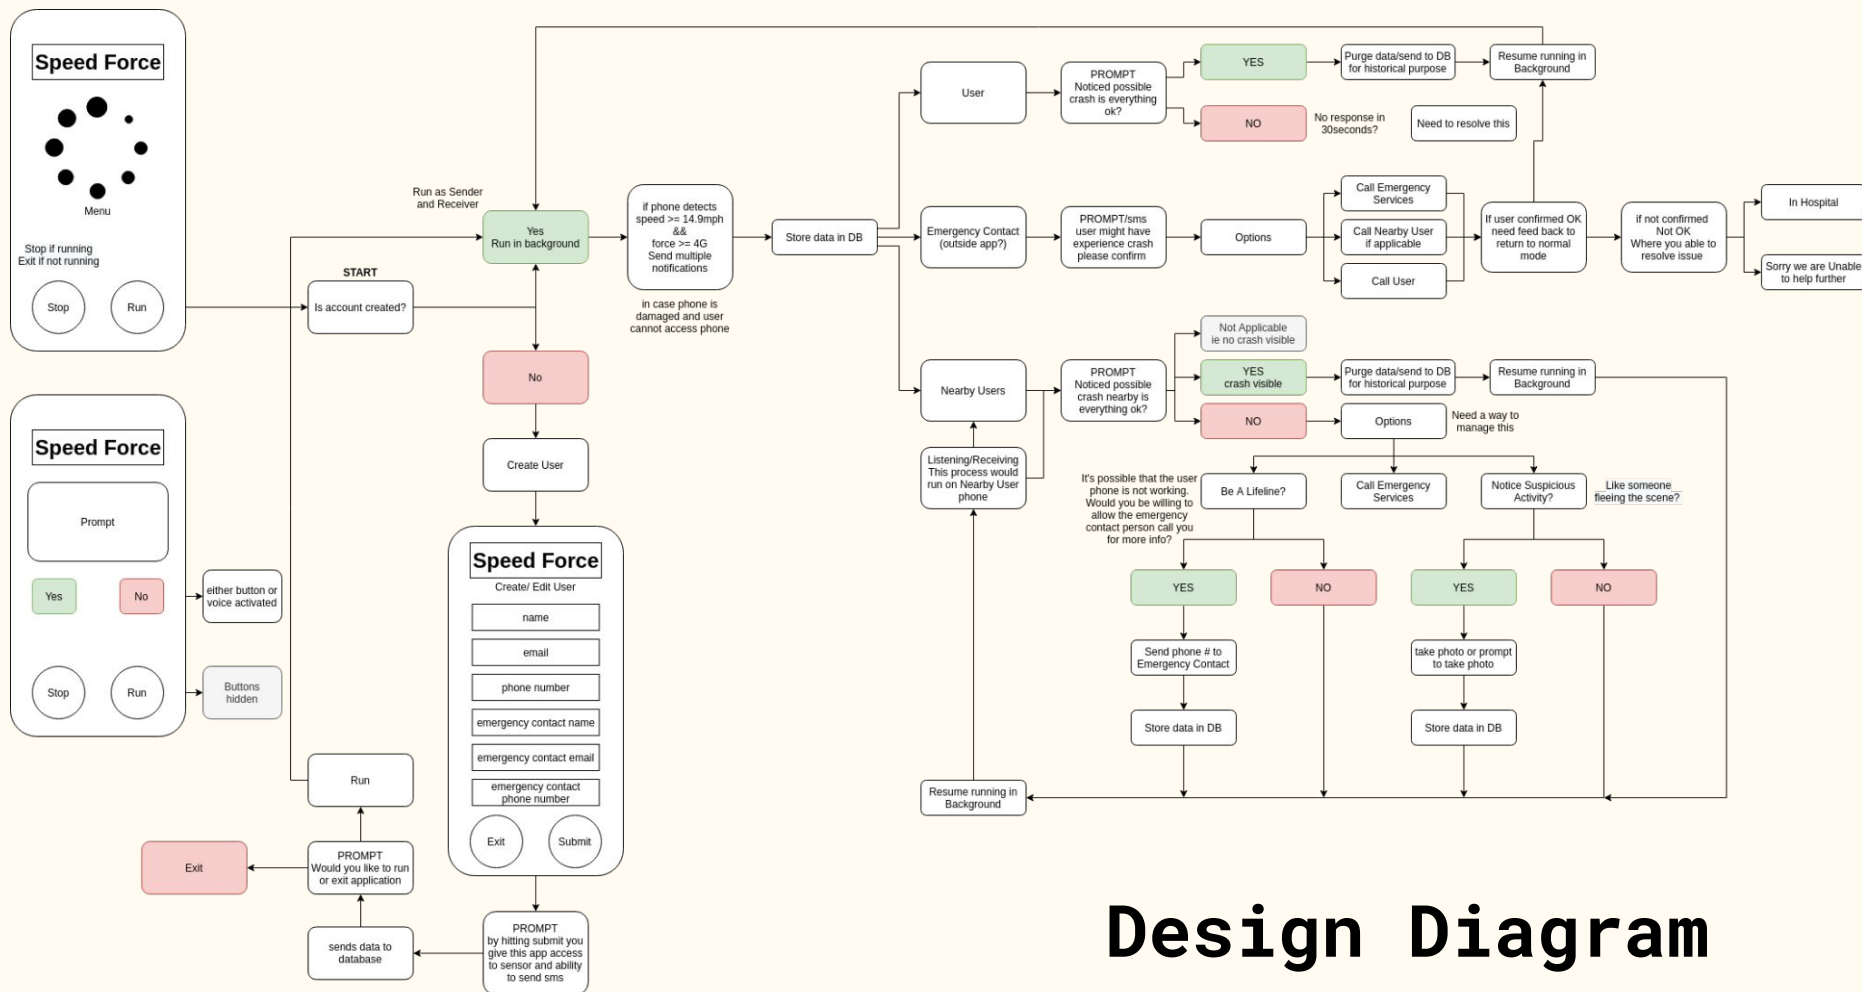 Speed Force
Menu
Stop if running
Exit if not running
Stop
Run
Speed Force
Prompt
Yes
No
either button or
voice activated
Stop
Run
Buttons
hidden
START
Is account created?
Run as Sender
and Receiver
Yes
Run in background
No
Create User
Speed Force
Create/ Edit User
name
email
phone number
emergency contact name
emergency contact email
emergency contact
phone number
Exit
Submit
PROMPT
by hitting submit you
give this app access
to sensor and ability
to send sms
sends data to
database
PROMPT
Would you like to run
or exit application
Exit
Run
if phone detects
speed >= 14.9mph
&&
force >= 4G
Send multiple
notifications
in case phone is
damaged and user
cannot access phone
Store data in DB
User
PROMPT
Noticed possible
crash is everything
ok?
YES
Purge data/send to DB
for historical purpose
Resume running in
Background
NO
No response in
30seconds?
Need to resolve this
Emergency Contact
(outside app?)
PROMPT/sms
user might have
experience crash
please confirm
Options
Call Emergency
Services
Call Nearby User
if applicable
Call User
If user confirmed OK
need feed back to
return to normal
mode
if not confirmed
Not OK
Where you able to
resolve issue
In Hospital
Sorry we are Unable
to help further
Nearby Users
Listening/Receiving
This process would
run on Nearby User
phone
PROMPT
Noticed possible
crash nearby is
everything ok?
Not Applicable
ie no crash visible
YES
crash visible
Purge data/send to DB
for historical purpose
Resume running in
Background
NO
Options
Need a way to
manage this
It's possible that the user
phone is not working.
Would you be willing to
allow the emergency
contact person call you
for more info?
Be A Lifeline?
Call Emergency
Services
Notice Suspicious
Activity?
Like someone
fleeing the scene?
YES
NO
YES
NO
Send phone # to
Emergency Contact
take photo or prompt
to take photo
Store data in DB
Store data in DB
Resume running in
Background
Design Diagram